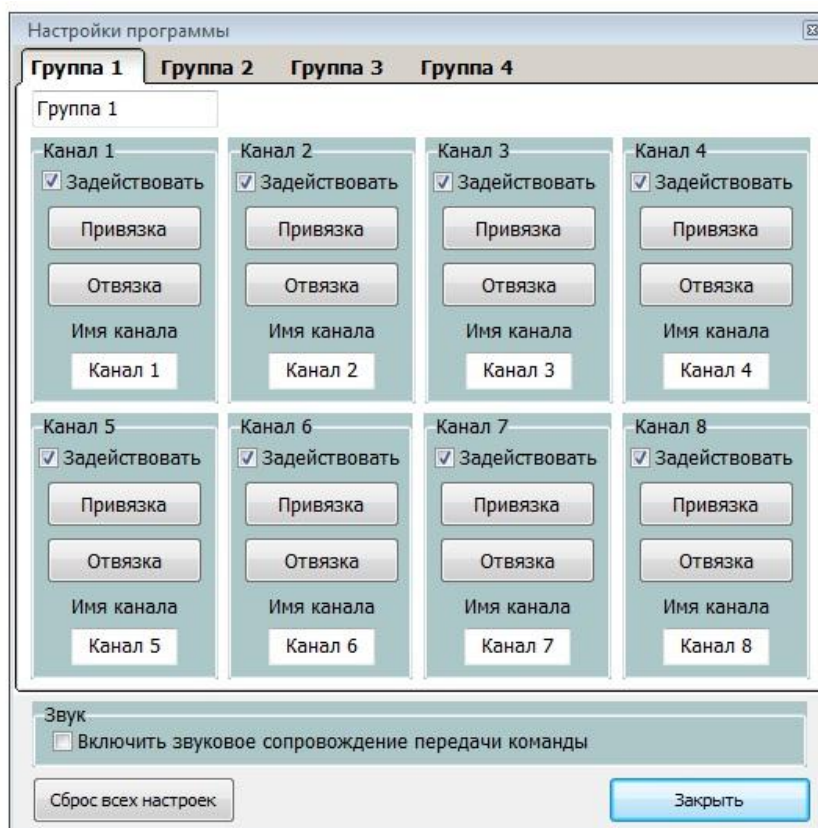 Настройки программы
Группа 1 Группа 2 Группа 3 Группа 4
Группа 1
Канал 1 Канал 2 Канал 3 Канал 4
Задействовать Задействовать Задействовать Задействовать
Привязка Привязка Привязка Привязка
Отвязка Отвязка Отвязка Отвязка
Имя канала Имя канала Имя канала Имя канала
Канал 1 Канал 2 Канал 3 Канал 4
Канал 5 Канал 6 Канал 7 Канал 8
Задействовать Задействовать Задействовать Задействовать
Привязка Привязка Привязка Привязка
Отвязка Отвязка Отвязка Отвязка
Имя канала Имя канала Имя канала Имя канала
Канал 5 Канал 6 Канал 7 Канал 8
Звук
Включить звуковое сопровождение передачи команды
Сброс всех настроек Закрыть